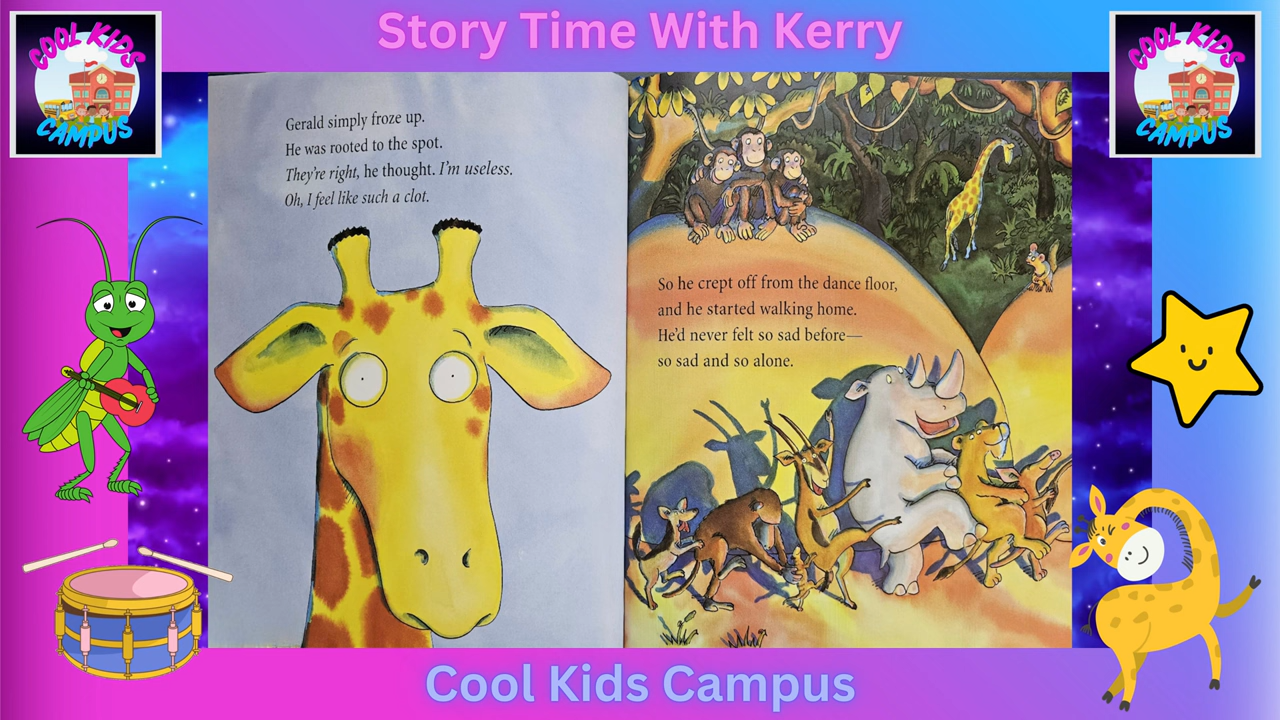 Story Time With Kerry
COOL KIDS
CAMPUS
COOL KIDS
CAMPUS
Gerald simply froze up.
He was rooted to the spot.
They're right, he thought. I'm useless.
Oh, I feel like such a clot.
So he crept off from the dance floor,
and he started walking home.
He'd never felt so sad before—
so sad and so alone.
Cool Kids Campus